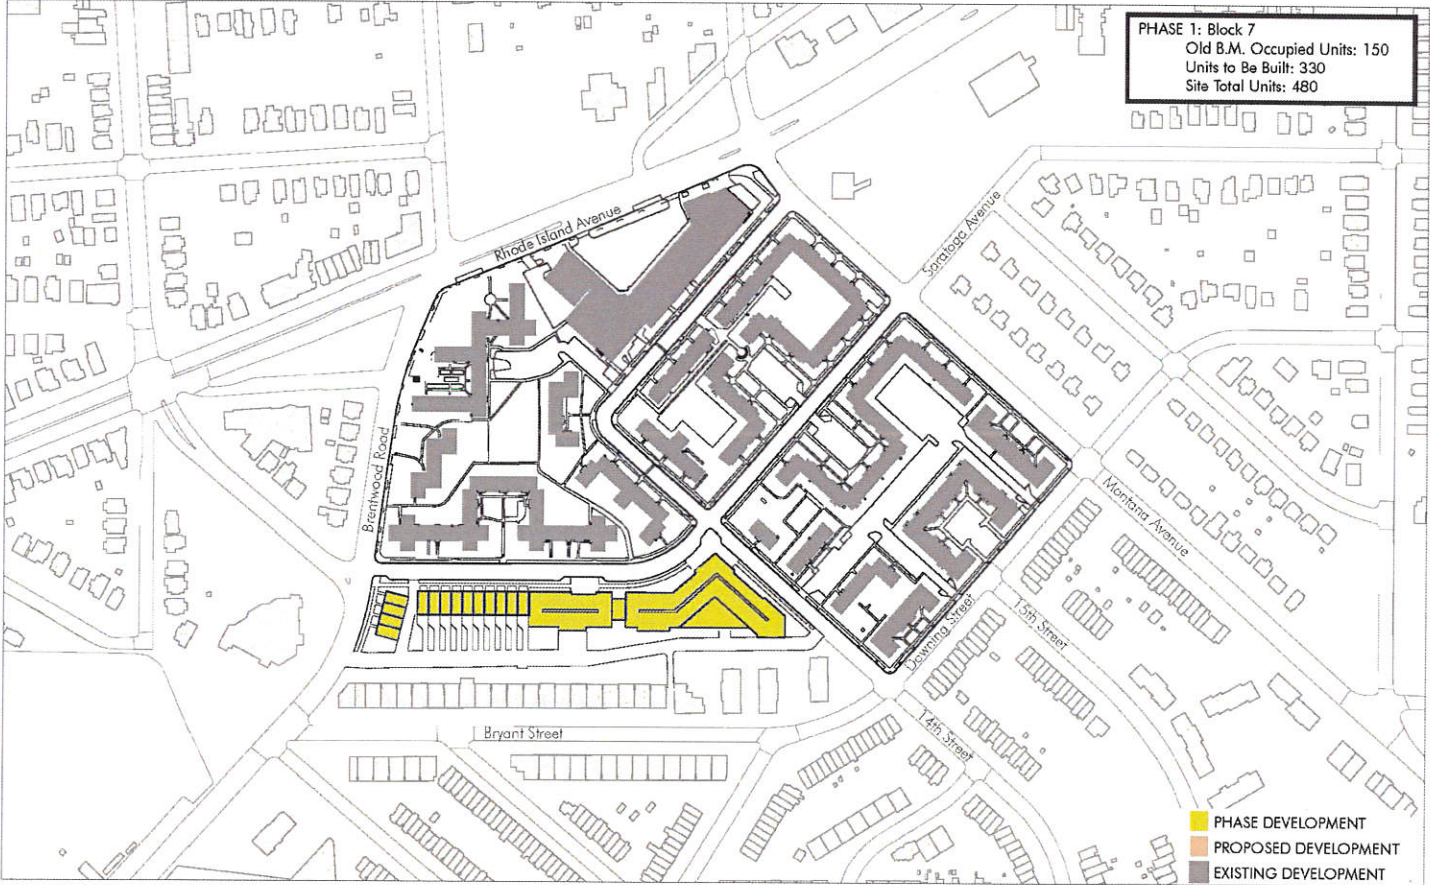 PHASE 1: Block 7
Old B.M. Occupied Units: 150
Units to Be Built: 330
Site Total Units: 480
Rhode Island Avenue
Saratoga Avenue
Brentwood Road
Montana Avenue
15th Street
Downing Street
14th Street
Bryant Street
PHASE DEVELOPMENT
PROPOSED DEVELOPMENT
EXISTING DEVELOPMENT